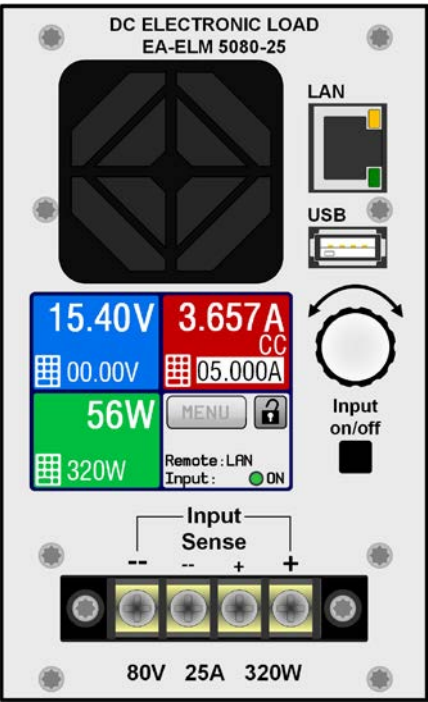 DC ELECTRONIC LOAD
EA-ELM 5080-25
LAN
USB
15.40V
00.00V
3.657A
CC
05.000A
56W
320W
MENU
Remote:LAN
Input: ON
Input
on/off
Input
Sense
-- -- + +
80V 25A 320W